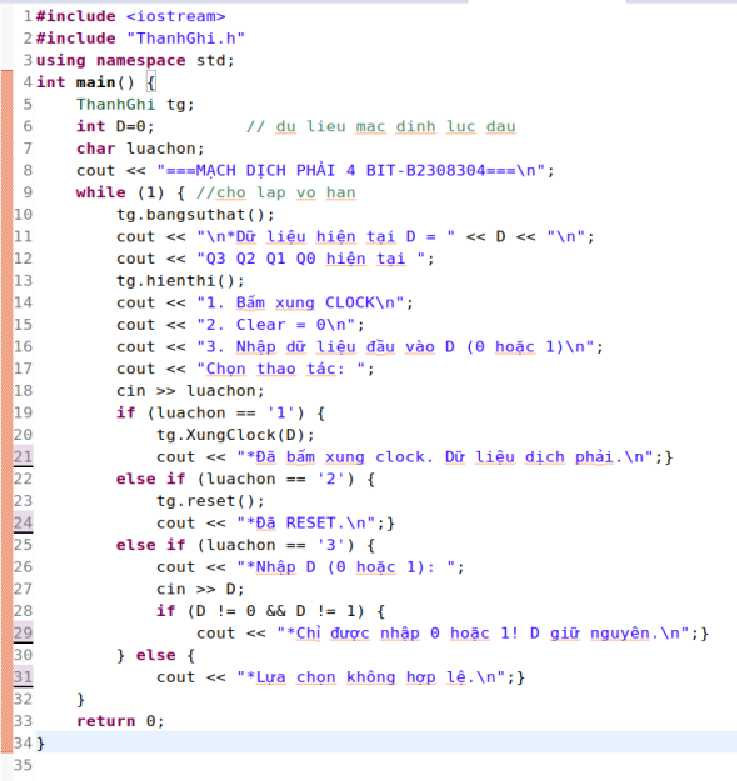 1 #include <iostream>
2 #include "ThanhGhi.h"
3 using namespace std;
4 int main() {
5     ThanhGhi tg;
6     int D=0;         // du lieu mac dinh luc dau
7     char luachon;
8     cout << "===MẠCH DỊCH PHẢI 4 BIT-B2308304===\n";
9     while (1) { //cho lap vo han
10         tg.bangsuthat();
11         cout << "\n*Dữ liệu hiện tại D = " << D << "\n";
12         cout << "Q3 Q2 Q1 Q0 hiện tại ";
13         tg.hienthi();
14         cout << "1. Bấm xung CLOCK\n";
15         cout << "2. Clear = 0\n";
16         cout << "3. Nhập dữ liệu đầu vào D (0 hoặc 1)\n";
17         cout << "Chọn thao tác: ";
18         cin >> luachon;
19         if (luachon == '1') {
20             tg.XungClock(D);
21             cout << "*Đã bấm xung clock. Dữ liệu dịch phải.\n";}
22         else if (luachon == '2') {
23             tg.reset();
24             cout << "*Đã RESET.\n";}
25         else if (luachon == '3') {
26             cout << "*Nhập D (0 hoặc 1): ";
27             cin >> D;
28             if (D != 0 && D != 1) {
29                 cout << "*Chỉ được nhập 0 hoặc 1! D giữ nguyên.\n";}
30         } else {
31             cout << "*Lựa chọn không hợp lệ.\n";}
32     }
33     return 0;
34 }
35